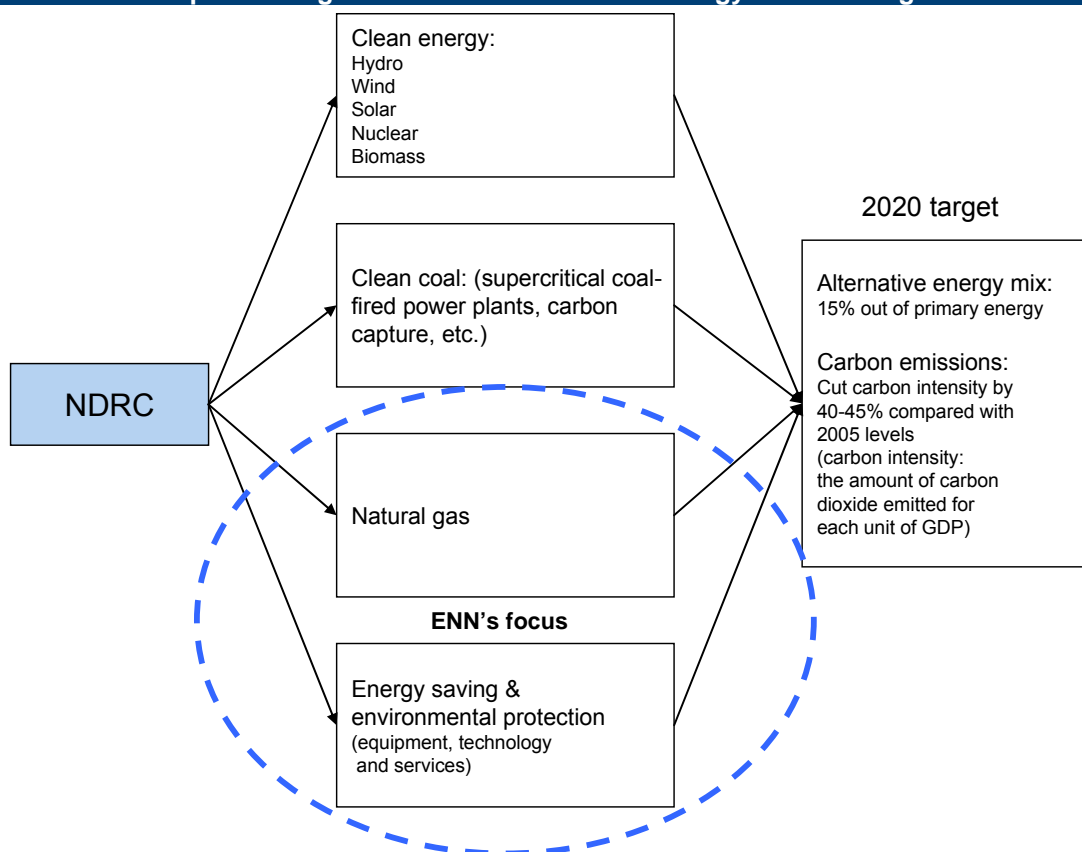 Clean energy:
Hydro
Wind
Solar
Nuclear
Biomass
2020 target
Clean coal: (supercritical coal-
fired power plants, carbon
capture, etc.)
Alternative energy mix:
15% out of primary energy
Carbon emissions:
Cut carbon intensity by
40-45% compared with
2005 levels
(carbon intensity:
the amount of carbon
dioxide emitted for
each unit of GDP)
NDRC
Natural gas
ENN's focus
Energy saving &
environmental protection
(equipment, technology
and services)